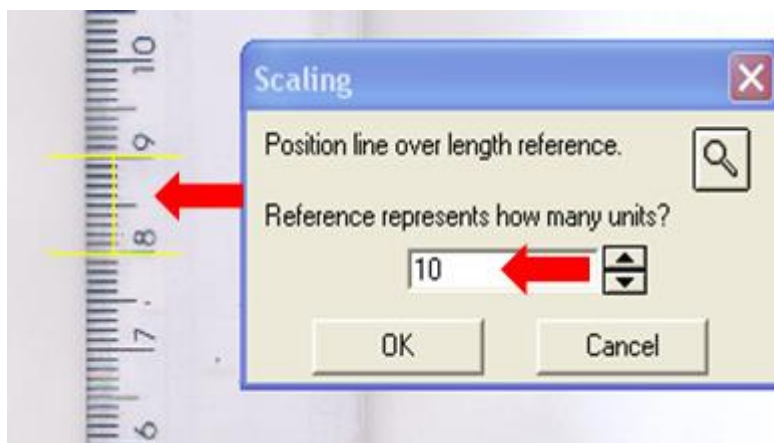 10
9
8
7
6
Scaling
Position line over length reference.
Reference represents how many units?
10
OK
Cancel